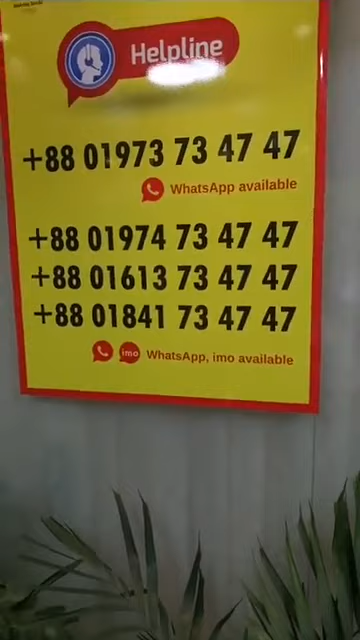 Helpline
+88 01973 73 47 47
WhatsApp available
+88 01974 73 47 47
+88 01613 73 47 47
+88 01841 73 47 47
imo WhatsApp, imo available